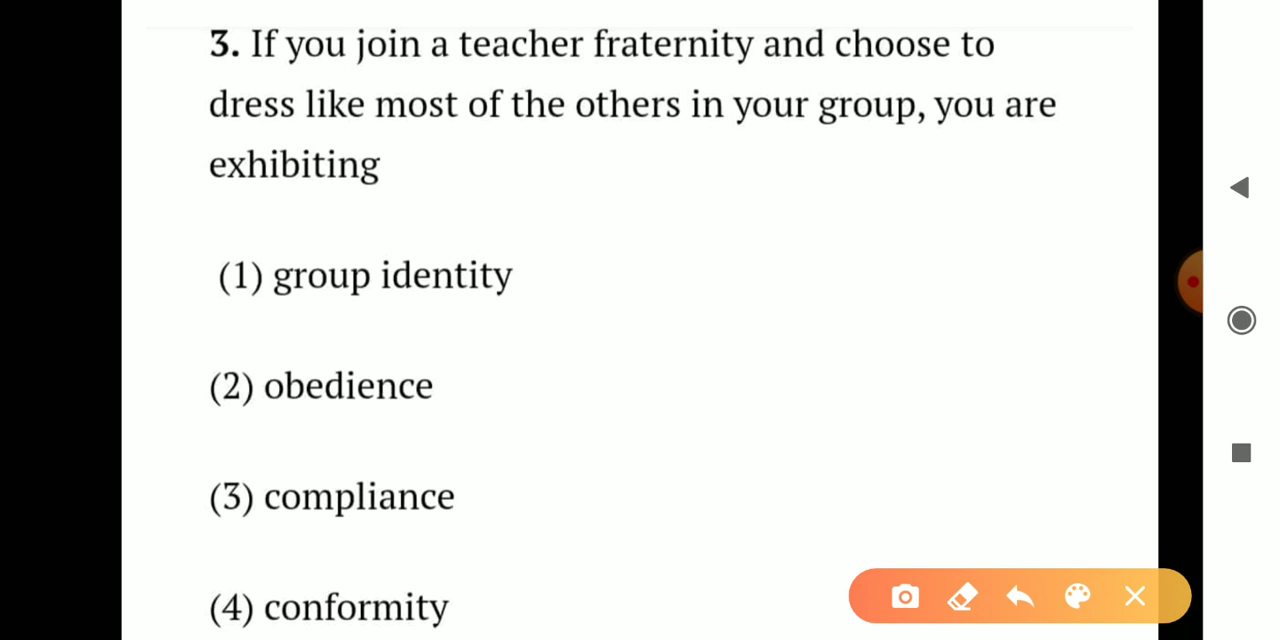 3. If you join a teacher fraternity and choose to
dress like most of the others in your group, you are
exhibiting
(1) group identity
(2) obedience
(3) compliance
(4) conformity